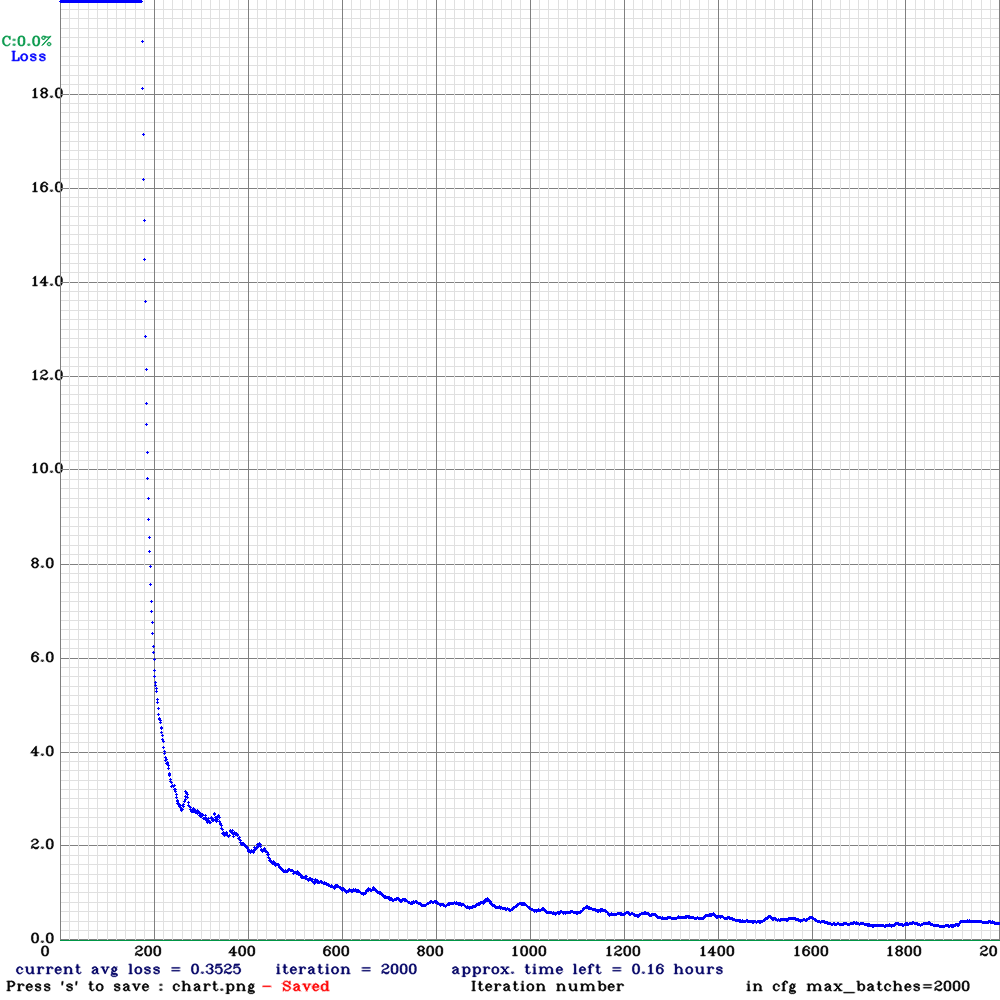 C:0.0%
Loss
18.0
16.0
14.0
12.0
10.0
8.0
6.0
4.0
2.0
0.0
0 200 400 600 800 1000 1200 1400 1600 1800 20
current avg loss = 0.3525 iteration = 2000 approx. time left = 0.16 hours
Press 's' to save : chart.png - Saved Iteration number in cfg max_batches=2000